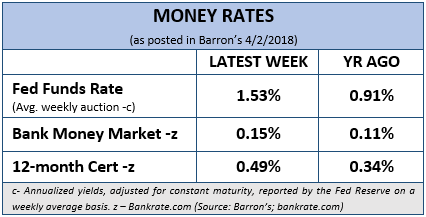 MONEY RATES
(as posted in Barron’s 4/2/2018)
LATEST WEEK YR AGO
Fed Funds Rate
(Avg. weekly auction -c) 1.53% 0.91%
Bank Money Market -z 0.15% 0.11%
12-month Cert -z 0.49% 0.34%
c- Annualized yields, adjusted for constant maturity, reported by the Fed Reserve on a
weekly average basis. z – Bankrate.com (Source: Barron’s; bankrate.com)